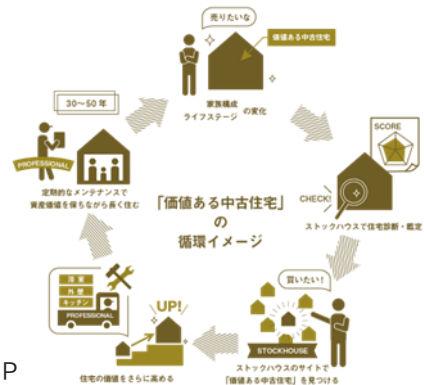 売りたいな
価値ある中古住宅
家族構成
ライフステージ の変化
SCORE
CHECK!
ストックハウスで住宅診断・鑑定
買いたい!
STOCKHOUSE
ストックハウスのサイトで
「価値ある中古住宅」を見つける
UP!
住宅の価値をさらに高める
浴室
外壁
キッチン
PROFESSIONAL
30〜50年
PROFESSIONAL
定期的なメンテナンスで
資産価値を保ちながら長く住む
「価値ある中古住宅」
の
循環イメージ
P